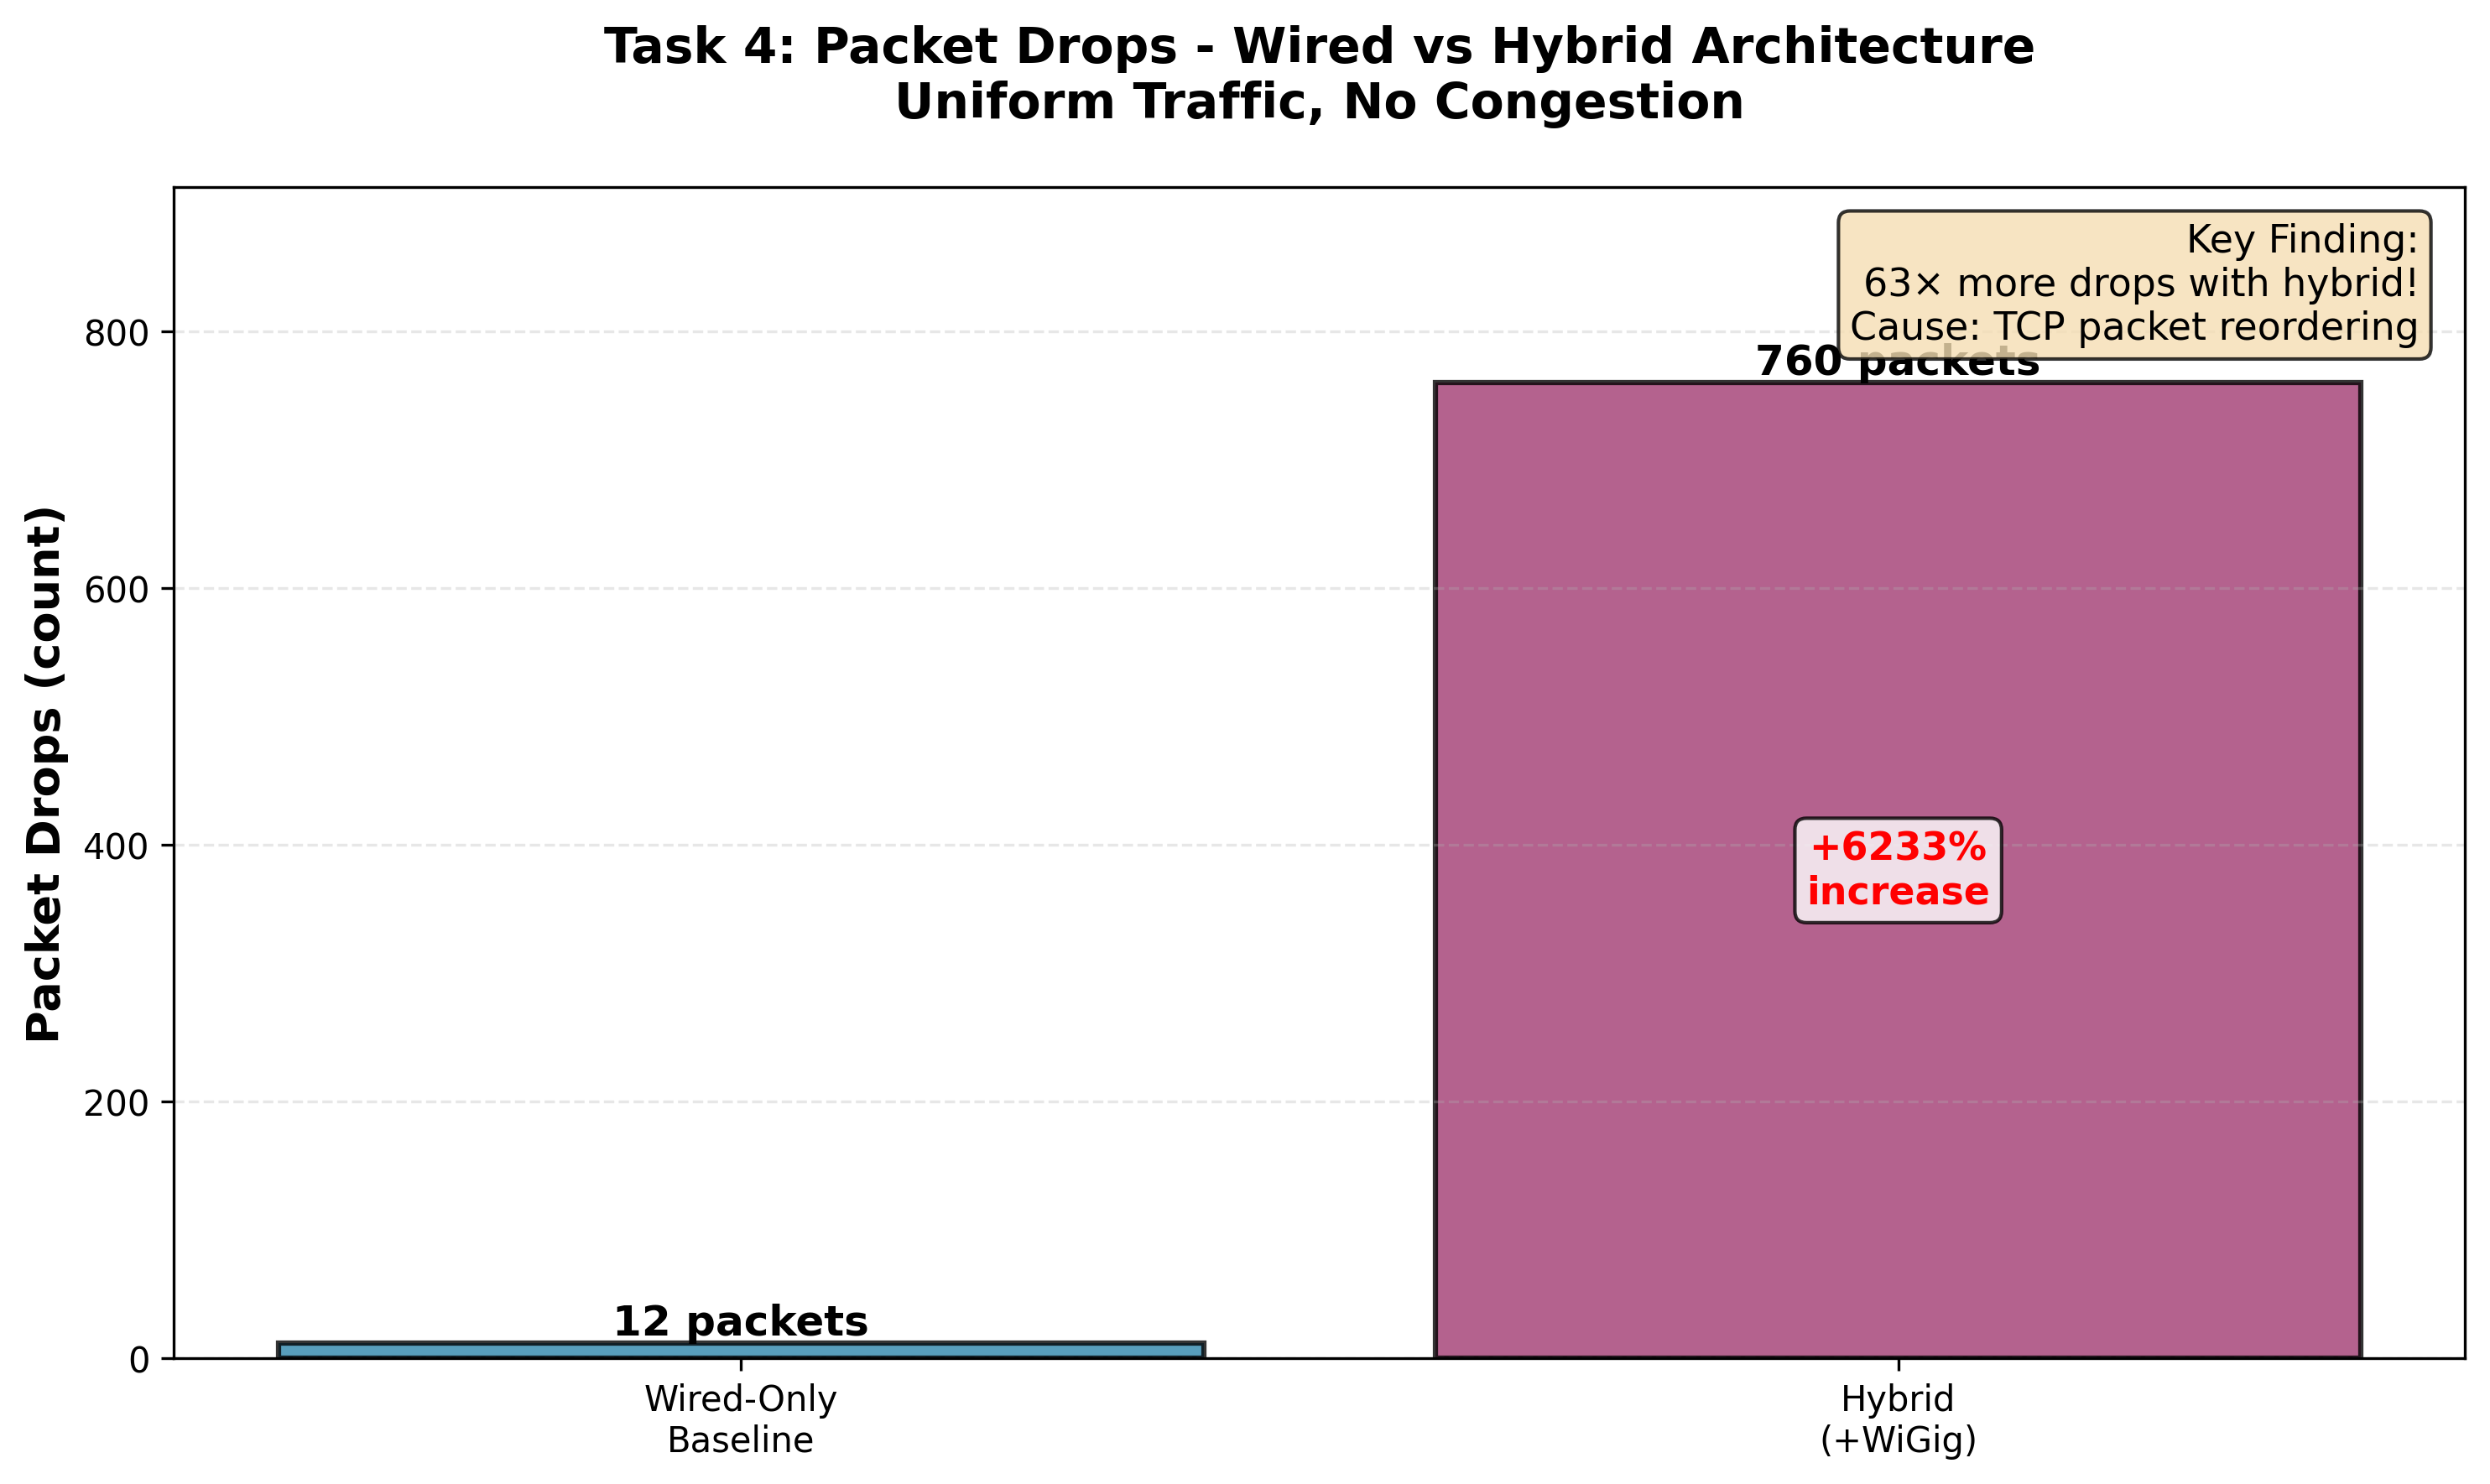 Task 4: Packet Drops - Wired vs Hybrid Architecture
Uniform Traffic, No Congestion
Key Finding:
63× more drops with hybrid!
Cause: TCP packet reordering
760 packets
+6233%
increase
12 packets
Packet Drops (count)
800
600
400
200
0
Wired-Only
Baseline
Hybrid
(+WiGig)